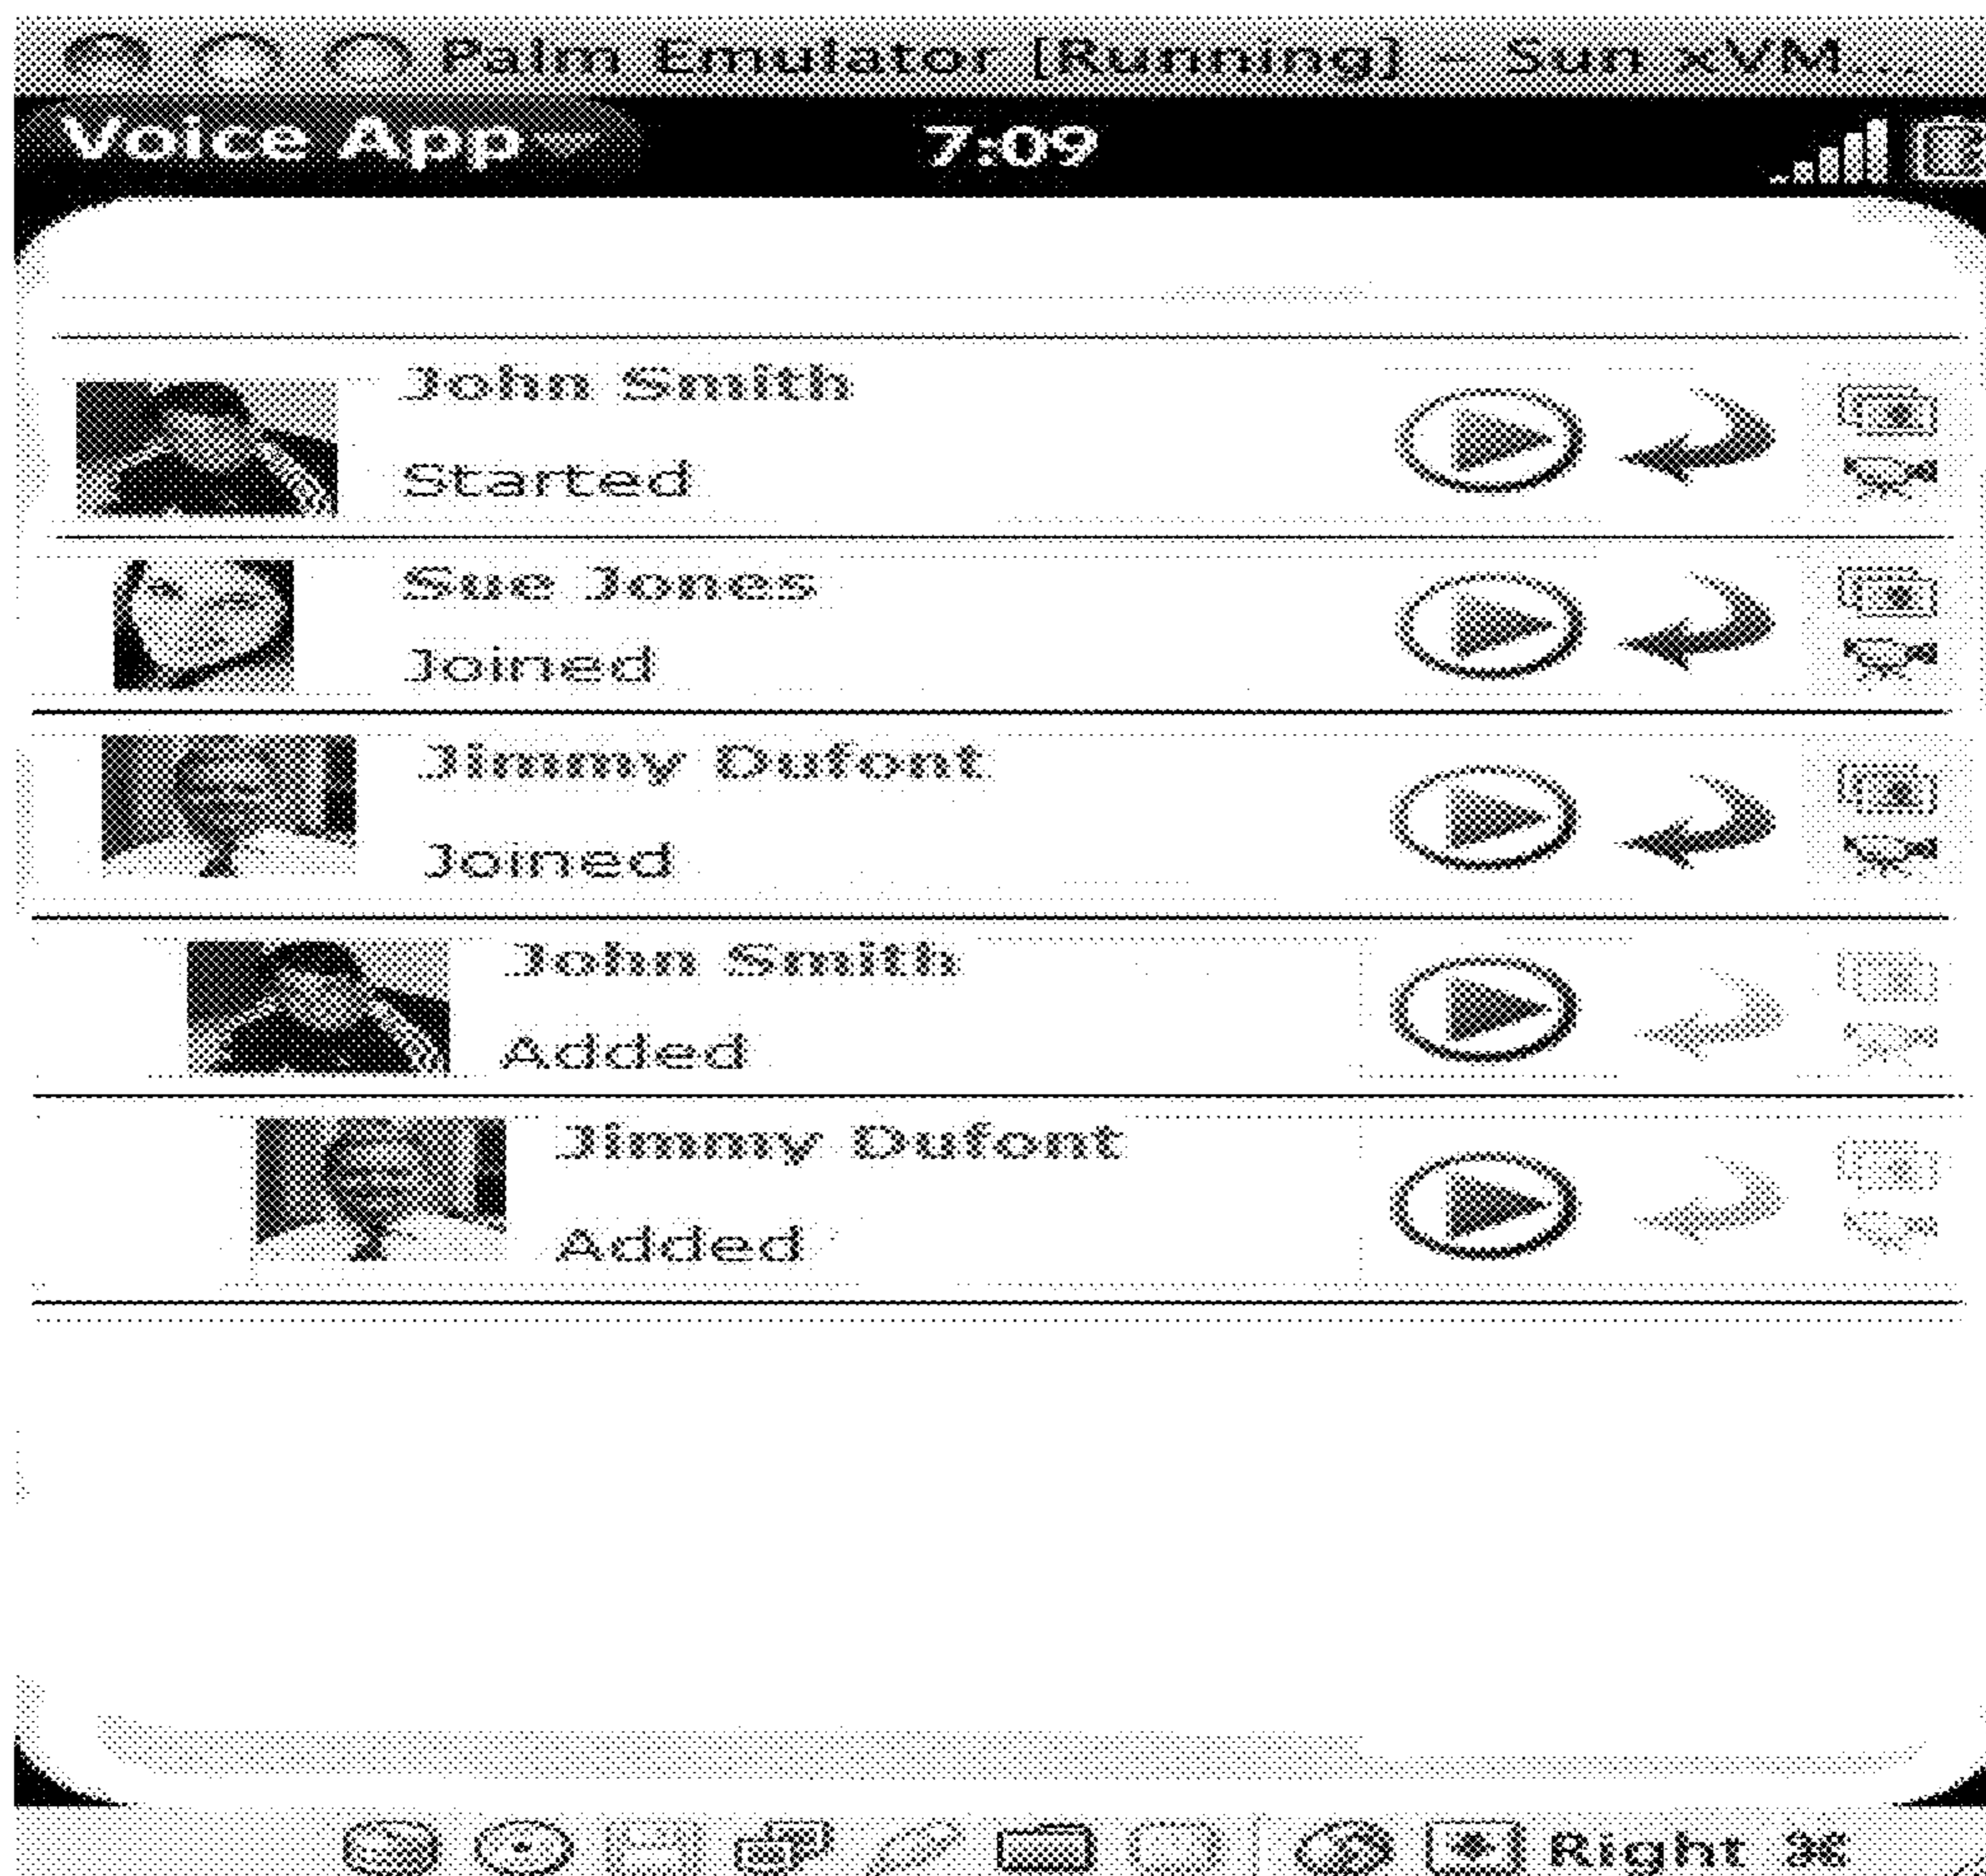 Palm Emulator [Running] – Sun xVM...
Voice App 7:09
John Smith
Started
Sue Jones
Joined
Jimmy Dufont
Joined
John Smith
Added
Jimmy Dufont
Added
Right ⌘